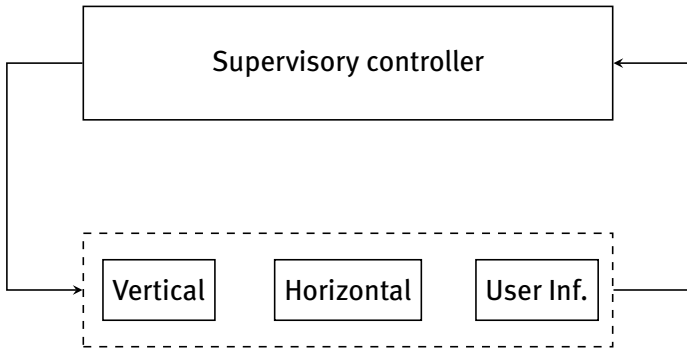 Supervisory controller
Vertical
Horizontal
User Inf.